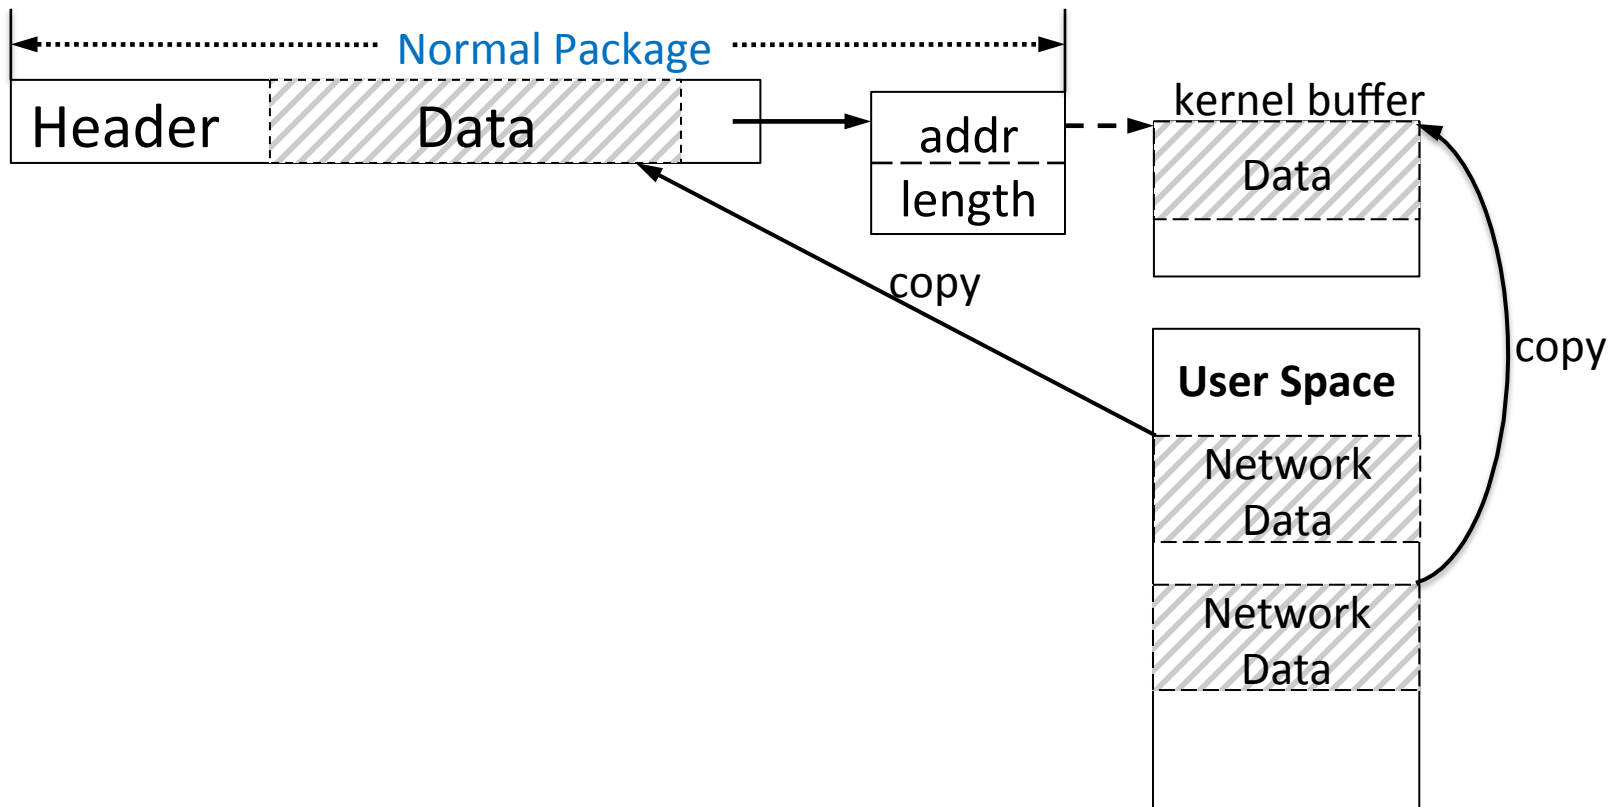 Normal Package
Header
Data
addr
length
kernel buffer
Data
copy
copy
User Space
Network
Data
Network
Data